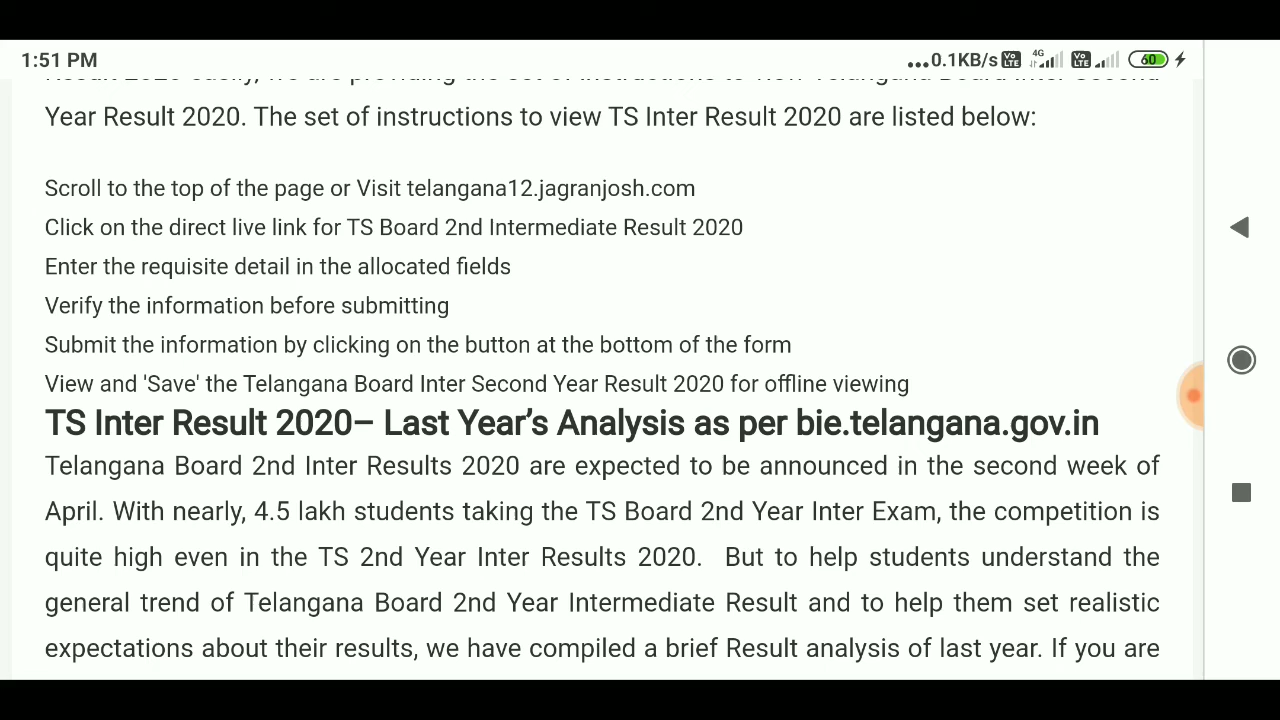 1:51 PM
...0.1KB/s Vo LTE 4G Vo LTE 60
Year Result 2020. The set of instructions to view TS Inter Result 2020 are listed below:
Scroll to the top of the page or Visit telangana12.jagranjosh.com
Click on the direct live link for TS Board 2nd Intermediate Result 2020
Enter the requisite detail in the allocated fields
Verify the information before submitting
Submit the information by clicking on the button at the bottom of the form
View and 'Save' the Telangana Board Inter Second Year Result 2020 for offline viewing
TS Inter Result 2020– Last Year’s Analysis as per bie.telangana.gov.in
Telangana Board 2nd Inter Results 2020 are expected to be announced in the second week of
April. With nearly, 4.5 lakh students taking the TS Board 2nd Year Inter Exam, the competition is
quite high even in the TS 2nd Year Inter Results 2020. But to help students understand the
general trend of Telangana Board 2nd Year Intermediate Result and to help them set realistic
expectations about their results, we have compiled a brief Result analysis of last year. If you are